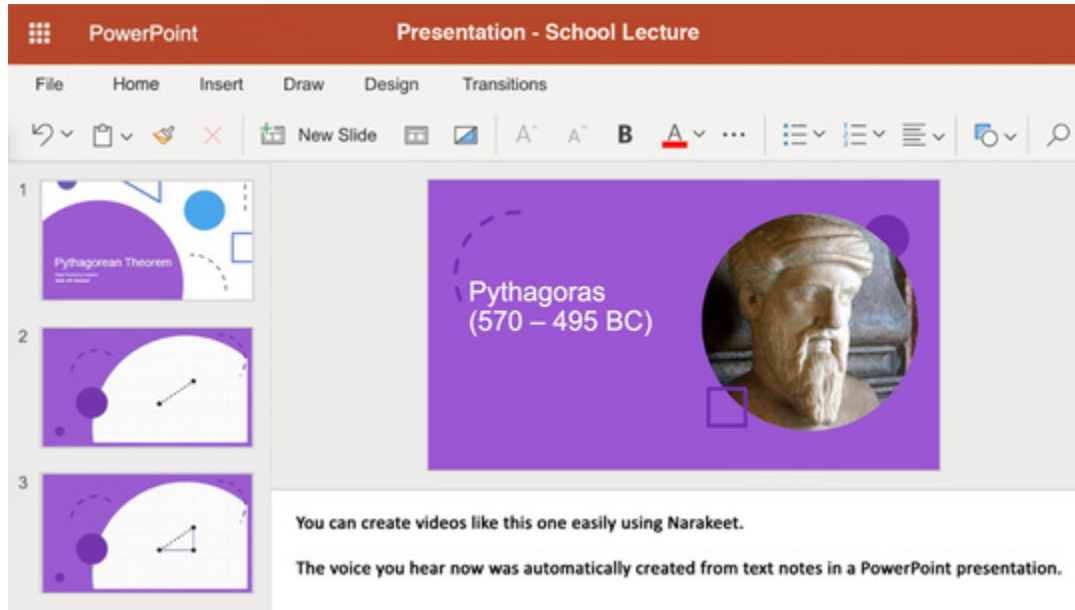 PowerPoint
Presentation - School Lecture
File Home Insert Draw Design Transitions
New Slide A A B A
1
Pythagorean Theorem
2
3
Pythagoras
(570 – 495 BC)
You can create videos like this one easily using Narakeet.
The voice you hear now was automatically created from text notes in a PowerPoint presentation.